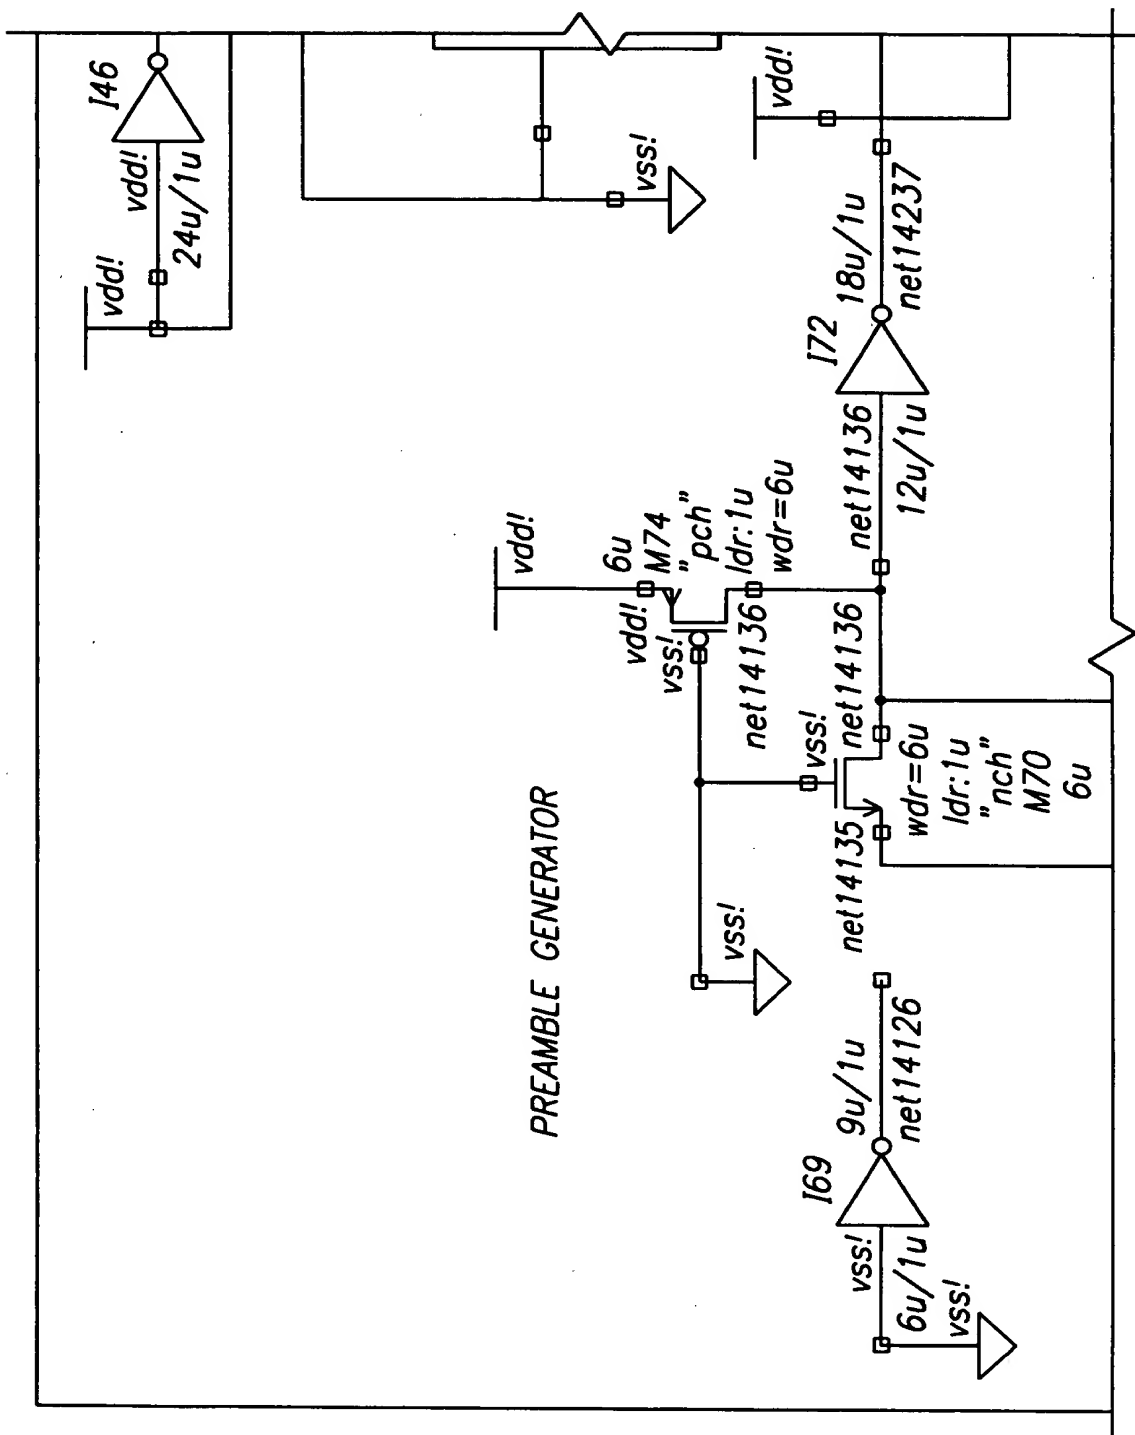 I46
vdd!
24u/1u
vdd!
vss!
vdd!
18u/1u
net14237
I72
net14136
12u/1u
vdd!
6u
M74
"pch"
ldr:1u
wdr=6u
vdd!
vss!
net14136
net14136
vss!
wdr=6u
ldr:1u
"nch"
M70
6u
net14135
PREAMBLE GENERATOR
vss!
9u/1u
net14126
I69
vss!
6u/1u
vss!